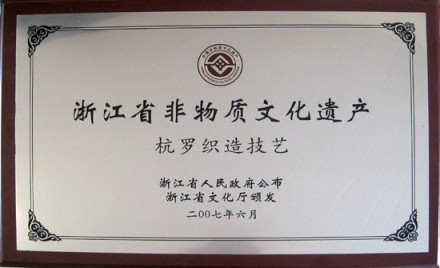 浙江省非物质文化遗产
杭罗织造技艺
浙江省人民政府公布
浙江省文化厅颁发
二〇〇七年六月